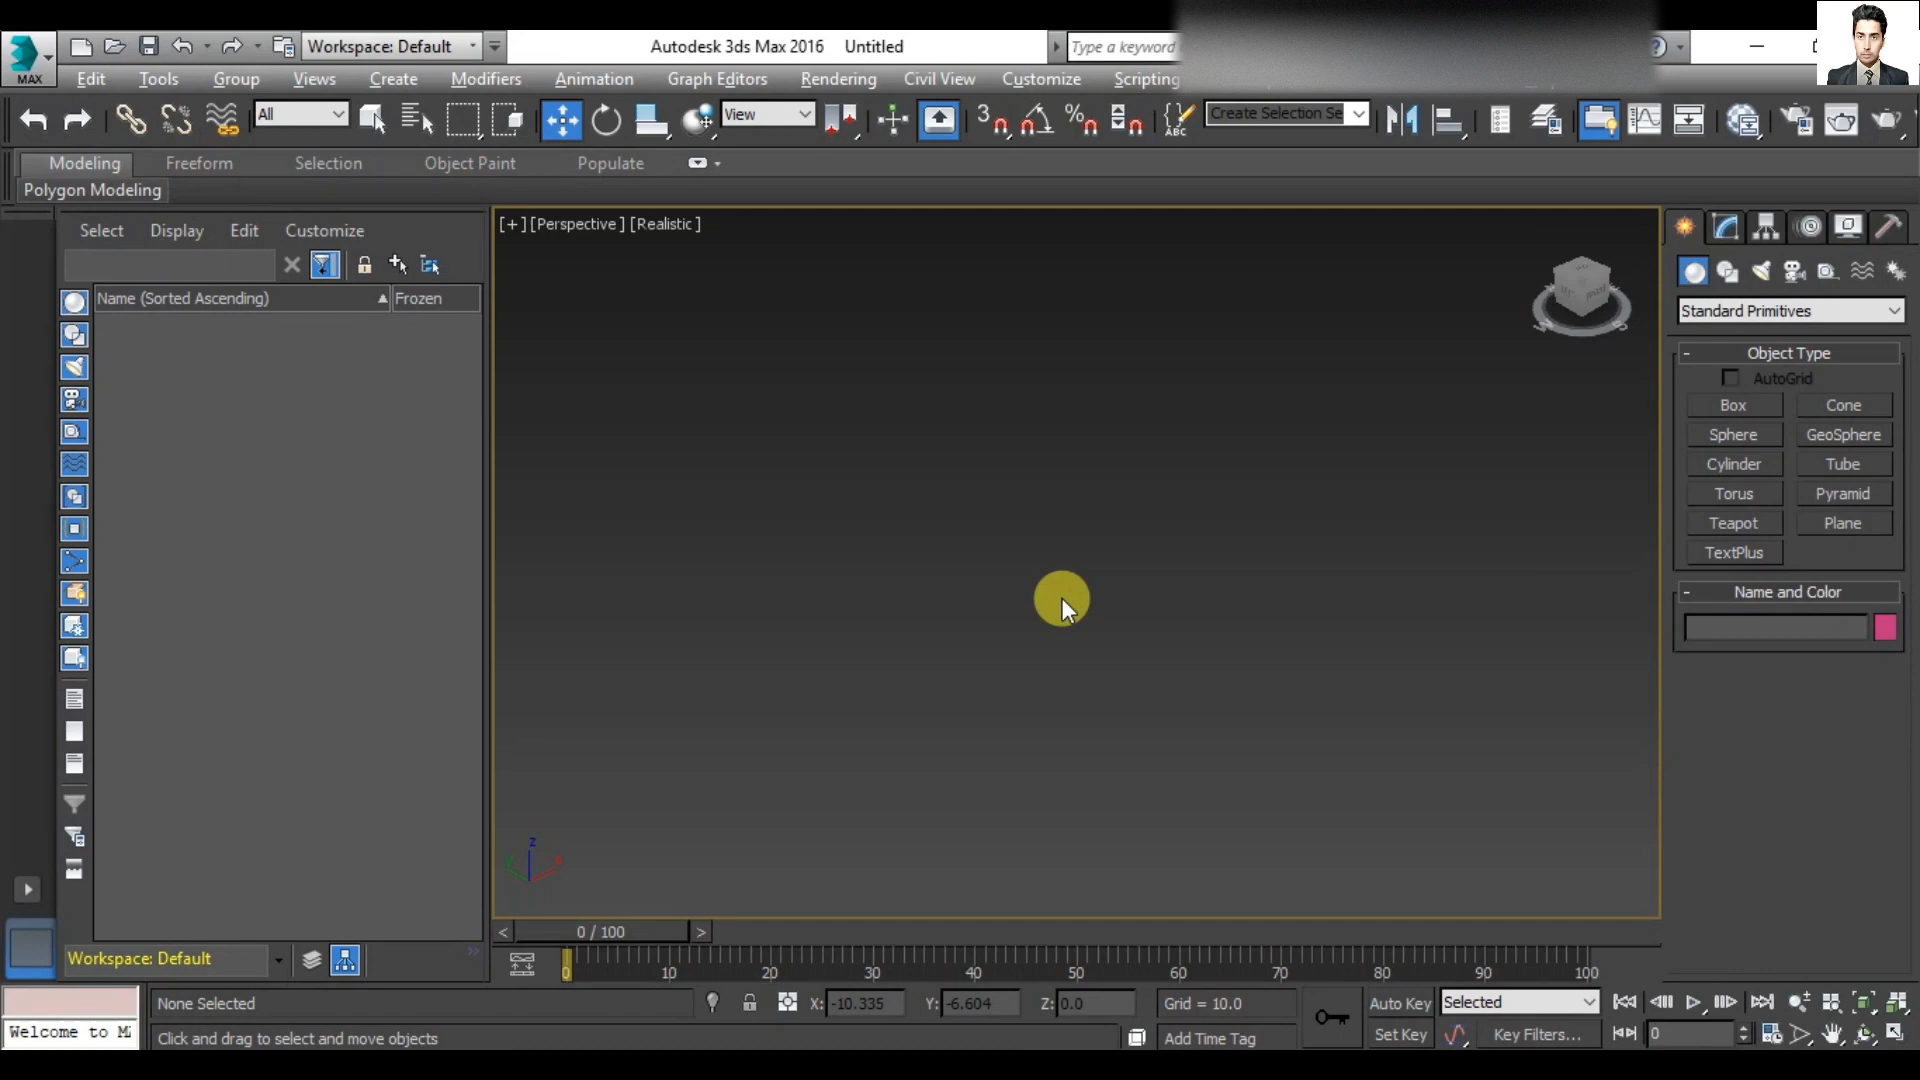 Workspace: Default
Autodesk 3ds Max 2016 Untitled
Type a keyword
MAX
Edit Tools Group Views Create Modifiers Animation Graph Editors Rendering Civil View Customize Scripting
All
View
3
%
ABC
Create Selection Se
Modeling Freeform Selection Object Paint Populate
Polygon Modeling
Select Display Edit Customize
Name (Sorted Ascending) Frozen
[+] [Perspective] [Realistic]
z
Standard Primitives
- Object Type
AutoGrid
Box Cone
Sphere GeoSphere
Cylinder Tube
Torus Pyramid
Teapot Plane
TextPlus
- Name and Color
< 0 / 100 >
Workspace: Default
0 10 20 30 40 50 60 70 80 90 100
None Selected X: -10.335 Y: -6.604 Z: 0.0 Grid = 10.0 Auto Key Selected
Welcome to M
Click and drag to select and move objects Add Time Tag Set Key Key Filters... 0